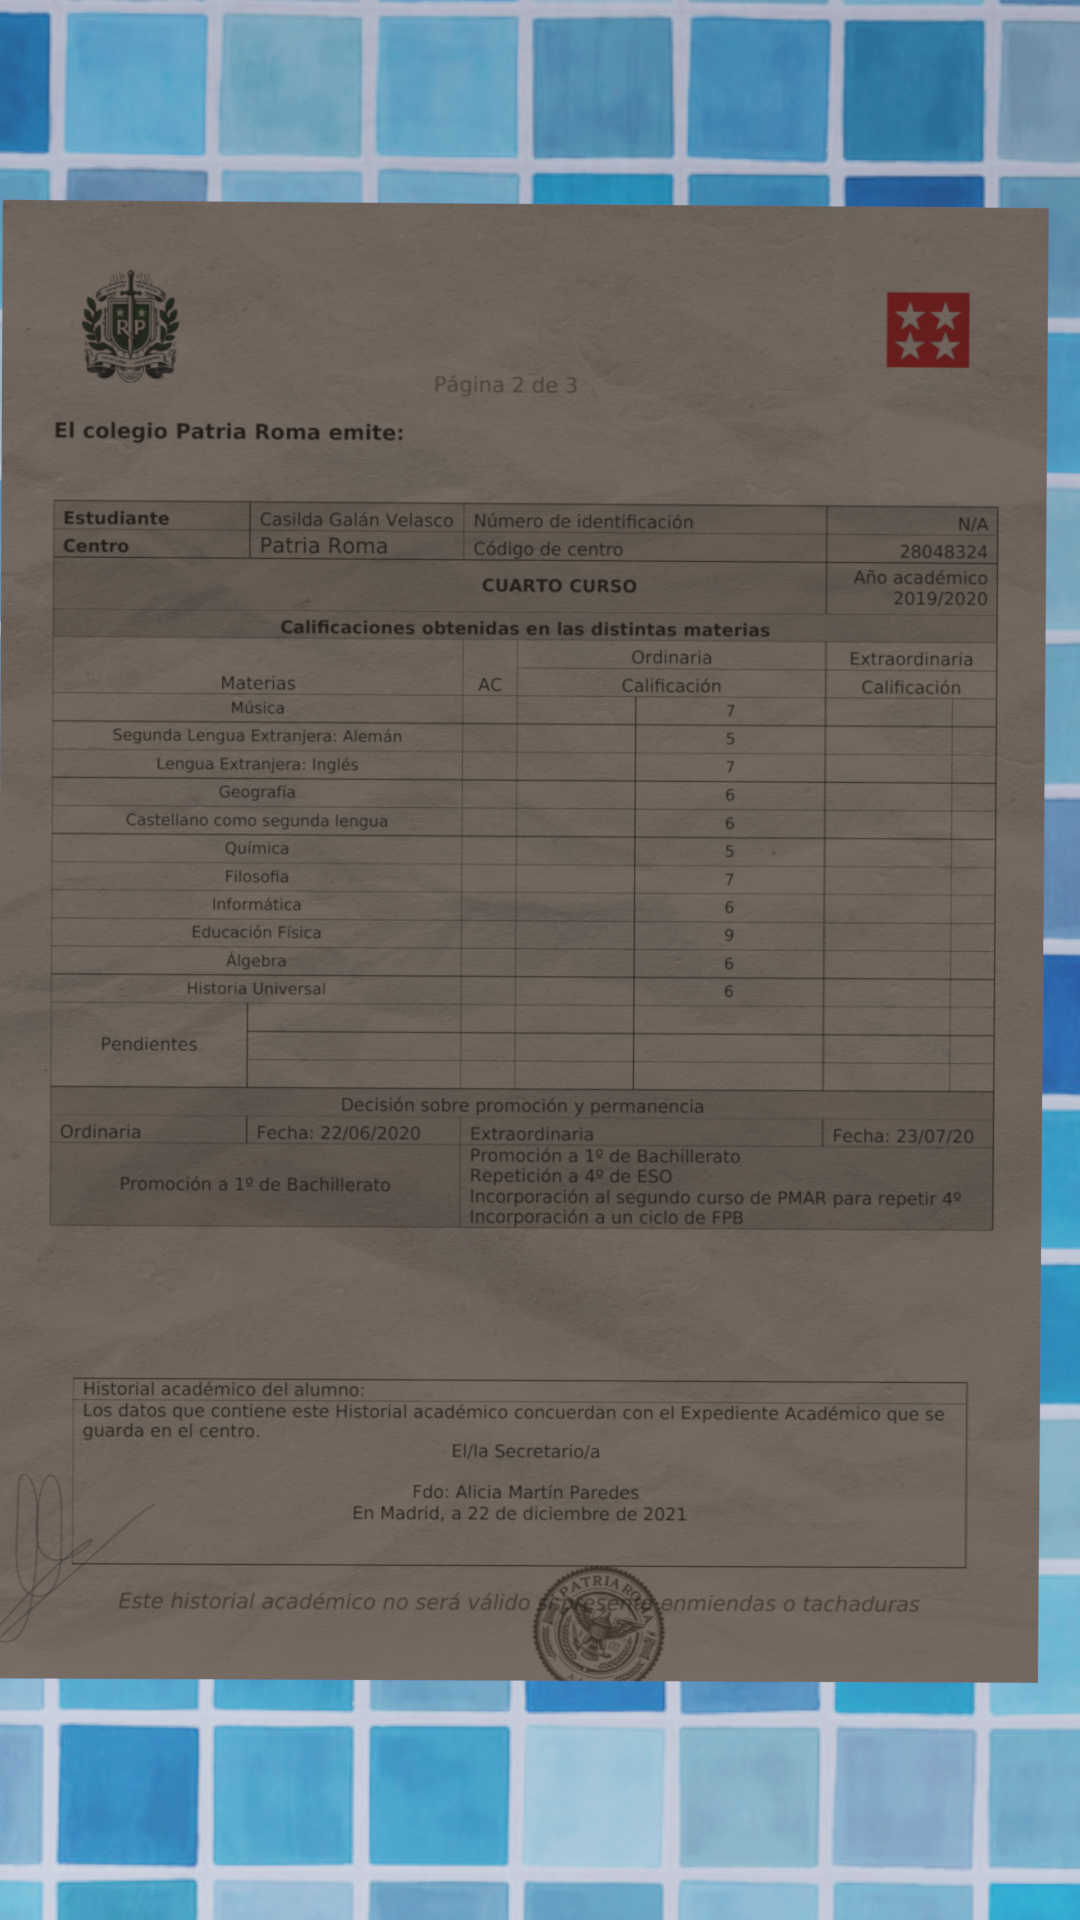 RP
Página 2 de 3
El colegio Patria Roma emite:
Estudiante Casilda Galán Velasco Número de identificación N/A
Centro Patria Roma Código de centro 28048324
CUARTO CURSO Año académico
2019/2020
Calificaciones obtenidas en las distintas materias
Ordinaria Extraordinaria
Materias AC Calificación Calificación
Música 7
Segunda Lengua Extranjera: Alemán 5
Lengua Extranjera: Inglés 7
Geografía 6
Castellano como segunda lengua 6
Química 5
Filosofia 7
Informática 6
Educación Física 9
Álgebra 6
Historia Universal 6
Pendientes
Decisión sobre promoción y permanencia
Ordinaria Fecha: 22/06/2020 Extraordinaria Fecha: 23/07/20
Promoción a 1º de Bachillerato
Promoción a 1º de Bachillerato
Repetición a 4º de ESO
Incorporación al segundo curso de PMAR para repetir 4º
Incorporación a un ciclo de FPB
Historial académico del alumno:
Los datos que contiene este Historial académico concuerdan con el Expediente Académico que se
guarda en el centro.
El/la Secretario/a
Fdo: Alicia Martín Paredes
En Madrid, a 22 de diciembre de 2021
Este historial académico no será válido si presenta enmiendas o tachaduras
PATRIA ROMA